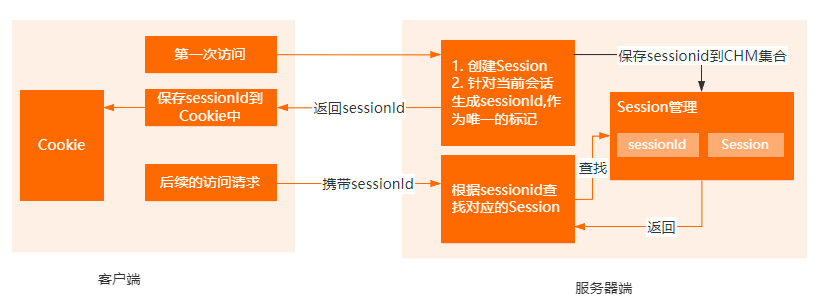 第一次访问
1. 创建Session
2. 针对当前会话
生成sessionId,作
为唯一的标记
保存sessionid到CHM集合
保存sessionId到
Cookie中
返回sessionId
Session管理
sessionId
Session
Cookie
后续的访问请求
携带sessionId
根据sessionid查
找对应的Session
查找
返回
客户端
服务器端